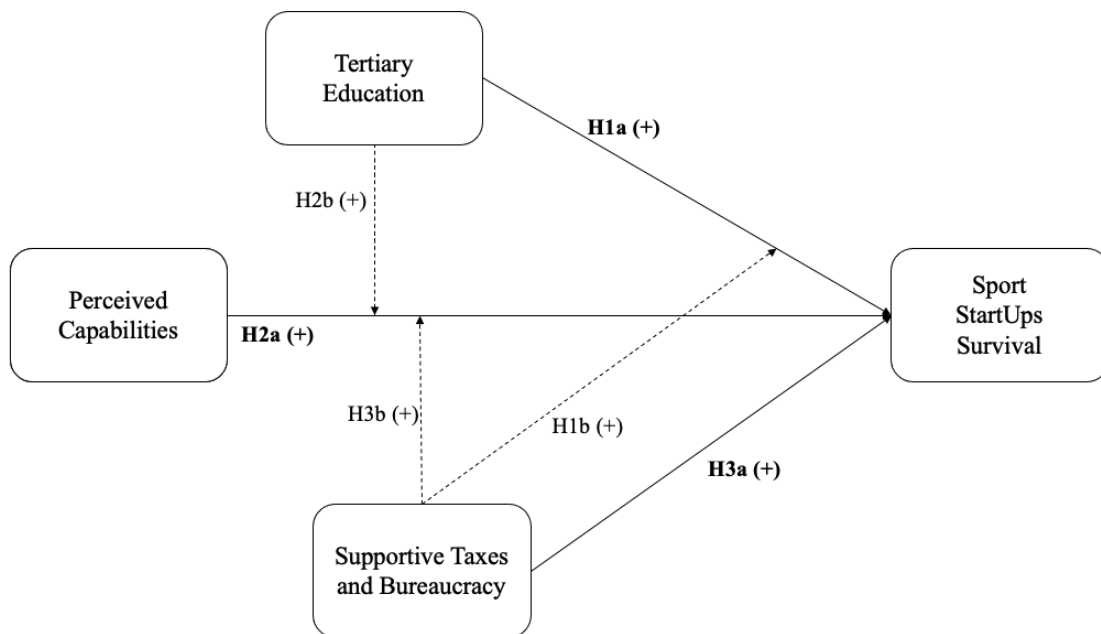 Tertiary
Education
H1a (+)
H2b (+)
Perceived
Capabilities
H2a (+)
Sport
StartUps
Survival
H3b (+)
H1b (+)
H3a (+)
Supportive Taxes
and Bureaucracy